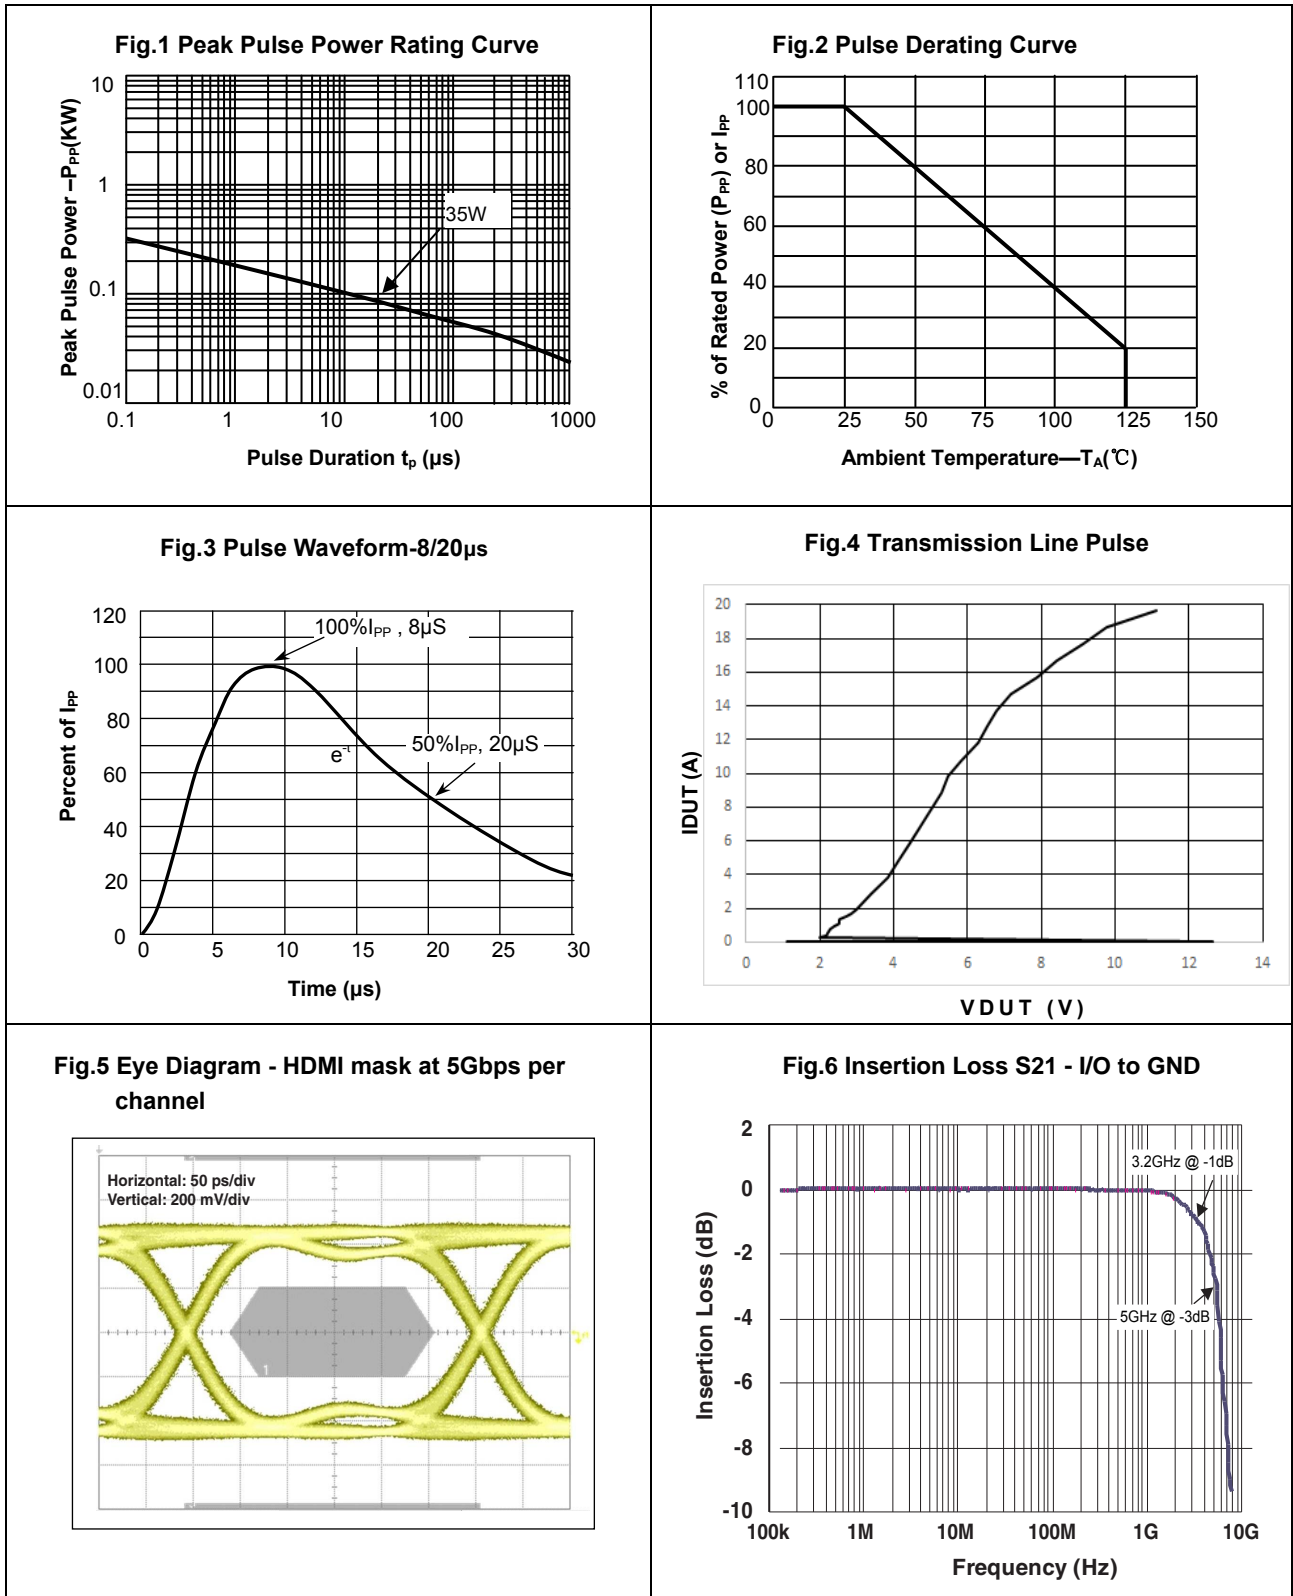 Fig.1 Peak Pulse Power Rating Curve
Peak Pulse Power –PPP(KW)
10
1
0.1
0.01
35W
0.1 1 10 100 1000
Pulse Duration tp (µs)
Fig.2 Pulse Derating Curve
% of Rated Power (PPP) or IPP
110
100
80
60
40
20
0
0 25 50 75 100 125 150
Ambient Temperature—TA(℃)
Fig.3 Pulse Waveform-8/20µs
Percent of IPP
120
100
80
60
40
20
0
100%IPP , 8µS
e-t
50%IPP, 20µS
0 5 10 15 20 25 30
Time (µs)
Fig.4 Transmission Line Pulse
IDUT (A)
20
18
16
14
12
10
8
6
4
2
0
0 2 4 6 8 10 12 14
VDUT (V)
Fig.5 Eye Diagram - HDMI mask at 5Gbps per
channel
Horizontal: 50 ps/div
Vertical: 200 mV/div
1
Fig.6 Insertion Loss S21 - I/O to GND
Insertion Loss (dB)
2
0
-2
-4
-6
-8
-10
3.2GHz @ -1dB
5GHz @ -3dB
100k 1M 10M 100M 1G 10G
Frequency (Hz)